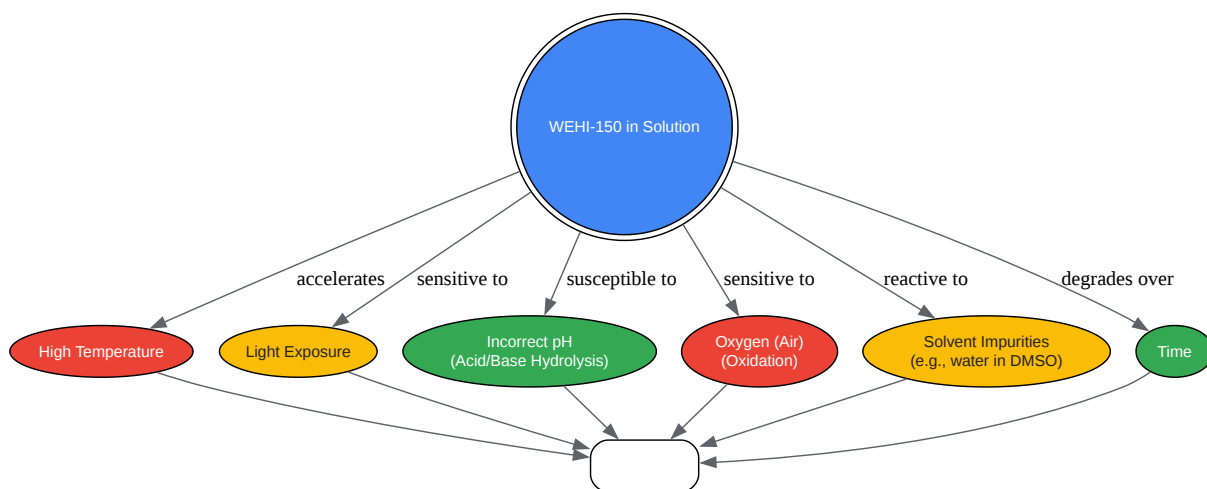 WEHI-150 in Solution
accelerates
sensitive to
susceptible to
sensitive to
reactive to
degrades over
High Temperature
Light Exposure
Incorrect pH
(Acid/Base Hydrolysis)
Oxygen (Air)
(Oxidation)
Solvent Impurities
(e.g., water in DMSO)
Time